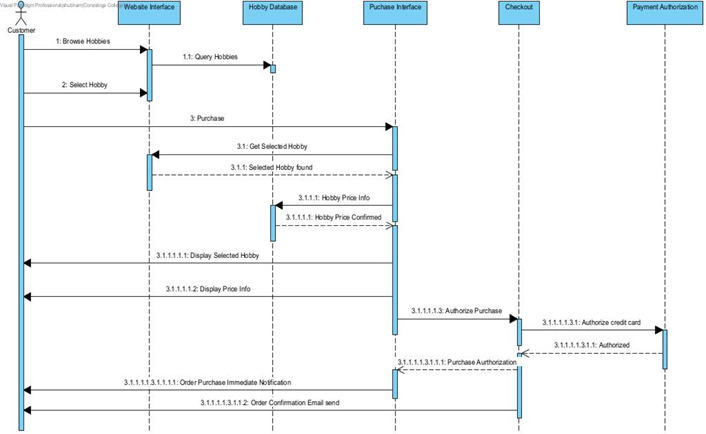 Website Interface
Hobby Database
Puchase Interface
Checkout
Payment Authorization
Customer
1: Browse Hobbies
1.1: Query Hobbies
2: Select Hobby
3: Purchase
3.1: Get Selected Hobby
3.1.1: Selected Hobby found
3.1.1.1: Hobby Price Info
3.1.1.1.1: Hobby Price Confirmed
3.1.1.1.1.1: Display Selected Hobby
3.1.1.1.1.2: Display Price Info
3.1.1.1.1.3: Authorize Purchase
3.1.1.1.1.3.1: Authorize credit card
3.1.1.1.1.3.1.1: Authorized
3.1.1.1.1.3.1.1.1: Purchase Aurthorization
3.1.1.1.1.3.1.1.1.1: Order Purchase Immediate Notification
3.1.1.1.1.3.1.1.2: Order Confirmation Email send